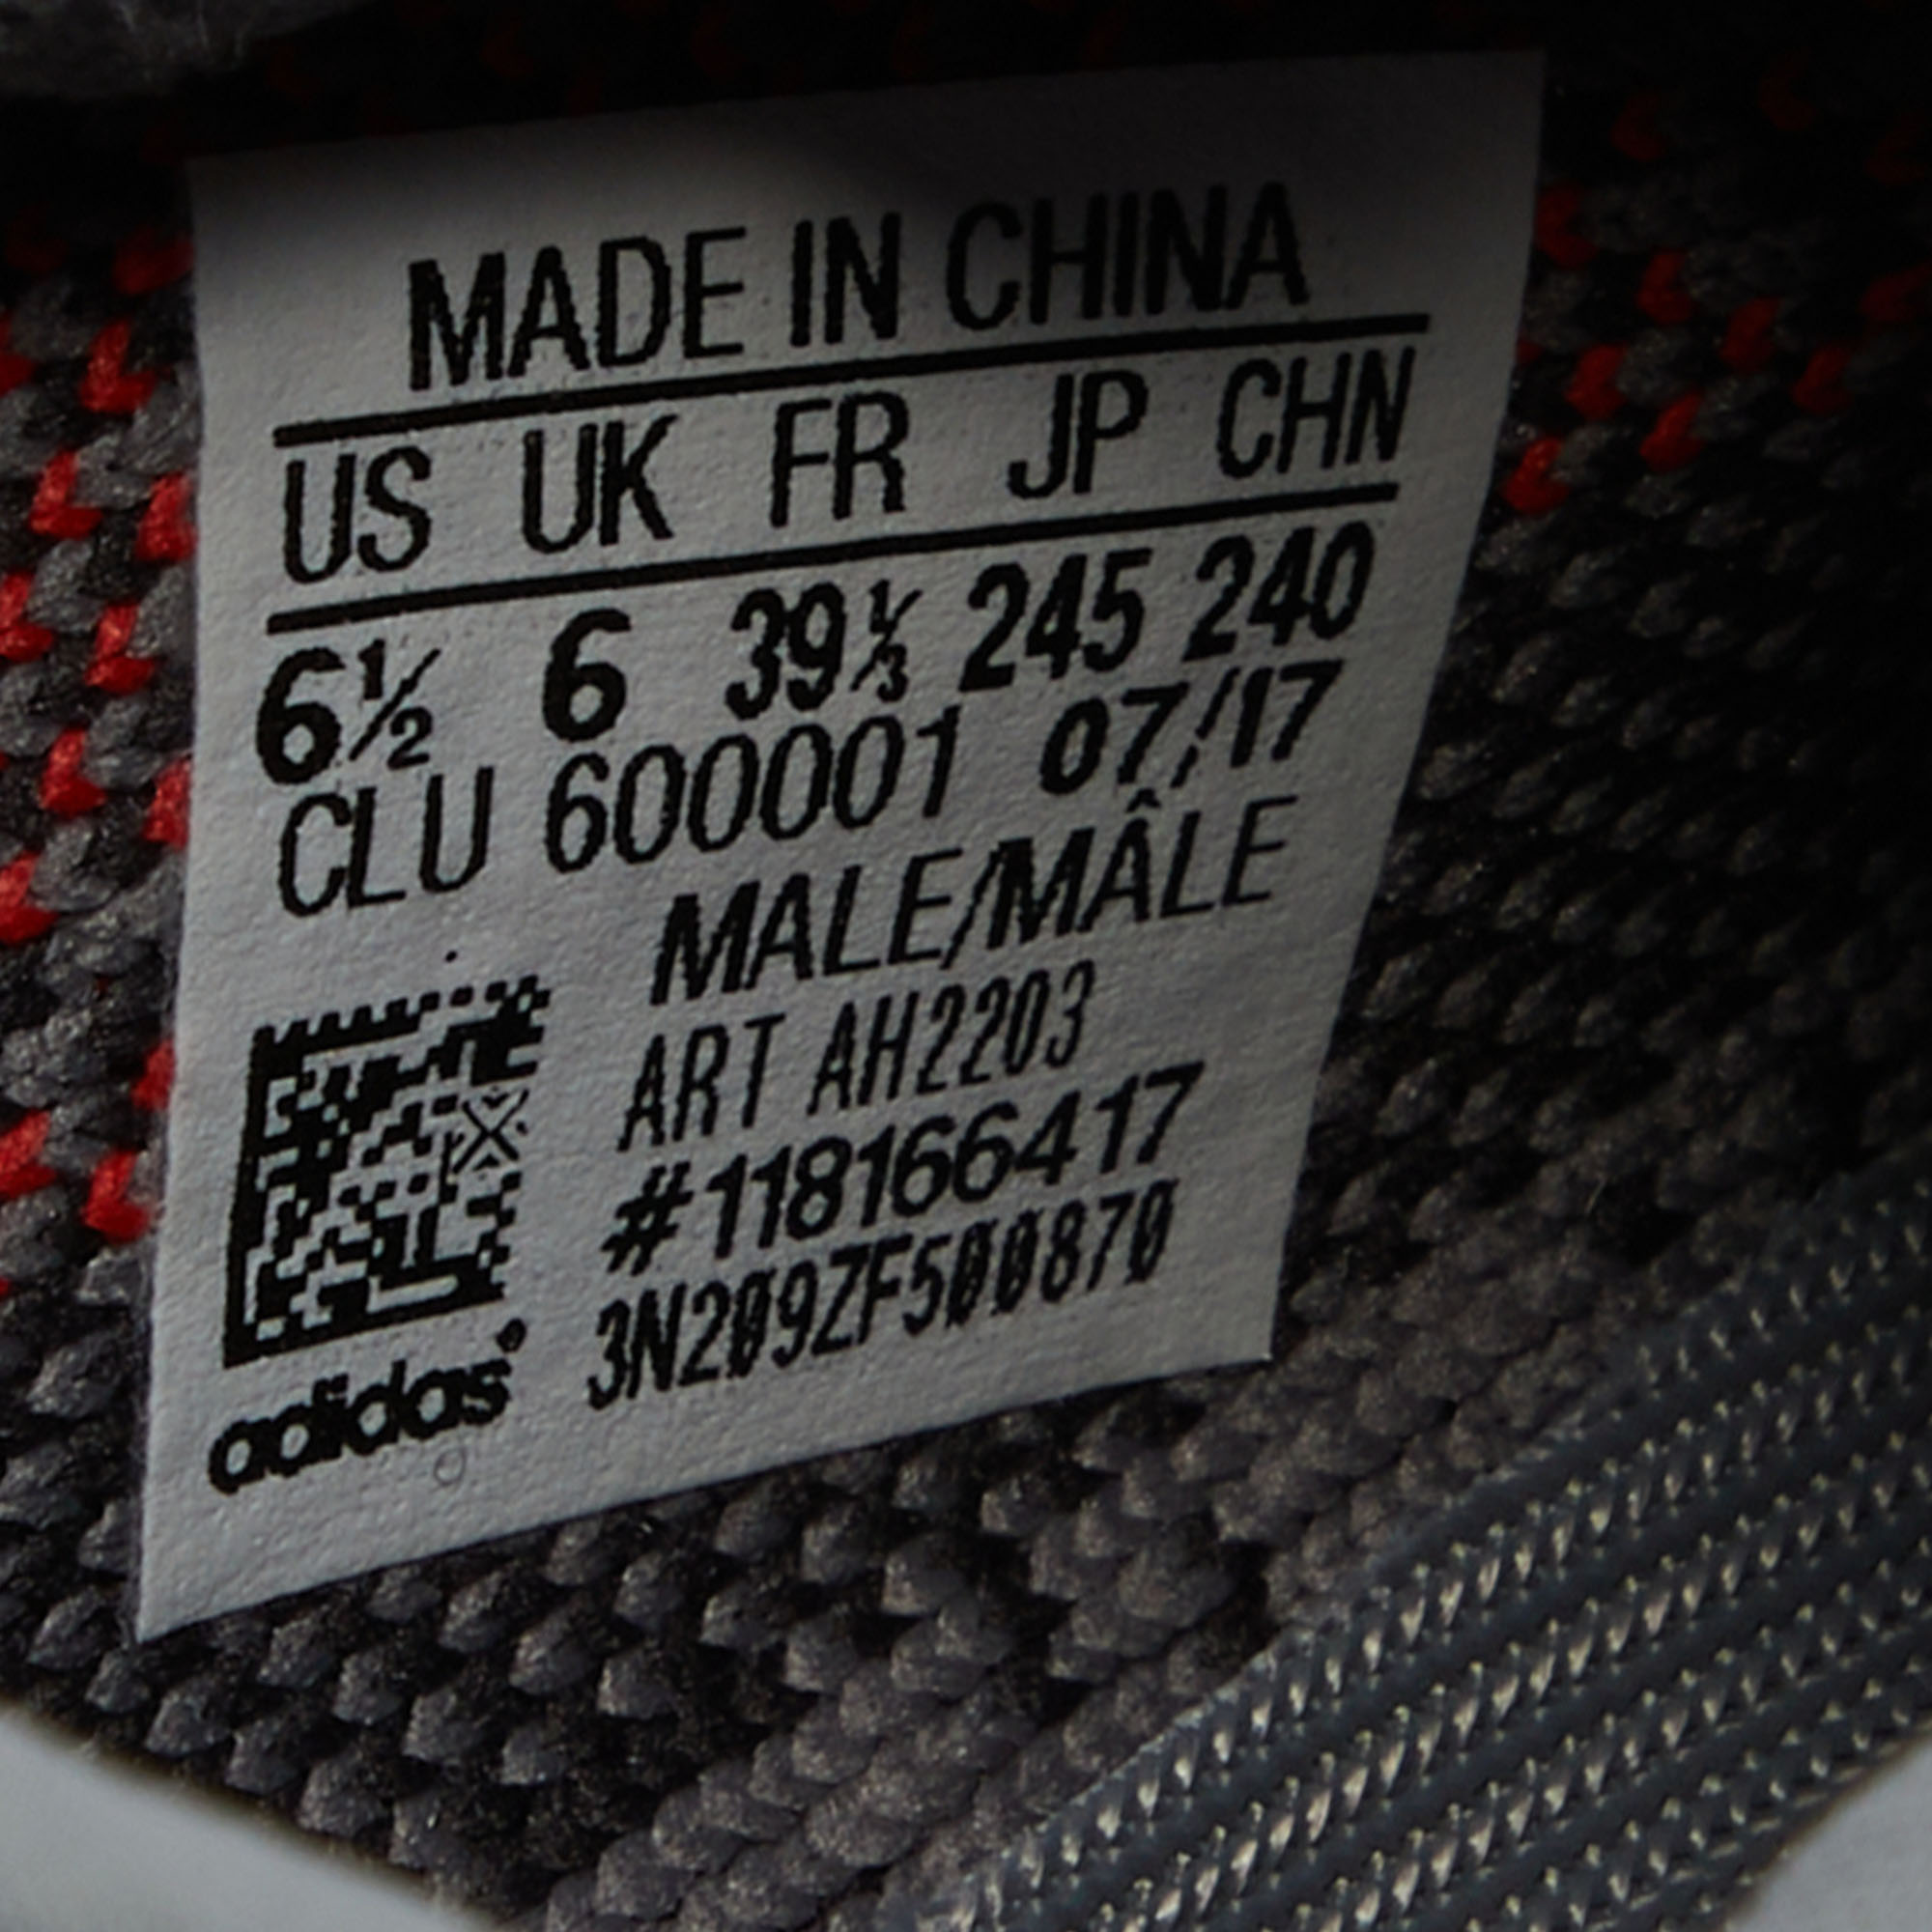 MADE IN CHINA
US UK FR JP CHN
6½ 6 39⅓ 245 240
CLU 600001 07/17
MALE/MÂLE
ART AH2203
#118166417
3N209ZF500870
adidas®